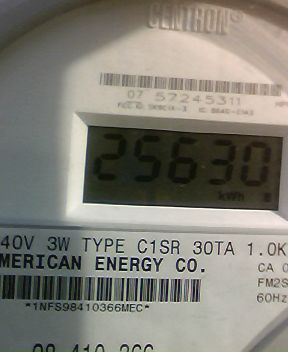 CENTRON®
07 57245311
25630
kWh
40V 3W TYPE C1SR 30TA 1.0K
MERICAN ENERGY CO.
CA 0
FM2S
60Hz
*1NFS98410366MEC*